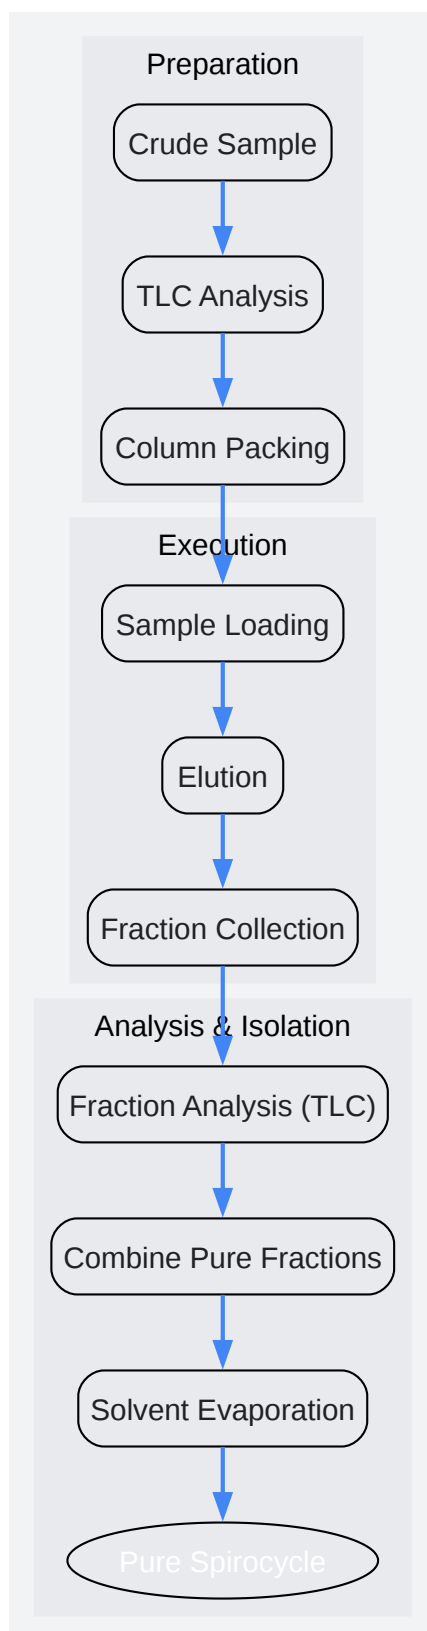 Preparation
Crude Sample
TLC Analysis
Column Packing
Execution
Sample Loading
Elution
Fraction Collection
Analysis & Isolation
Fraction Analysis (TLC)
Combine Pure Fractions
Solvent Evaporation
Pure Spirocycle